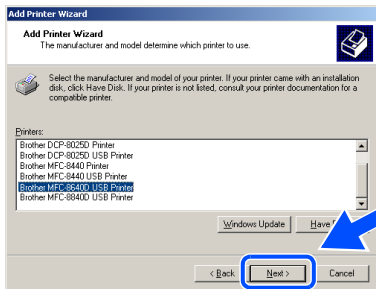 Add Printer Wizard
Add Printer Wizard
The manufacturer and model determine which printer to use.
Select the manufacturer and model of your printer. If your printer came with an installation
disk, click Have Disk. If your printer is not listed, consult your printer documentation for a
compatible printer.
Printers:
Brother DCP-8025D Printer
Brother DCP-8025D USB Printer
Brother MFC-8440 Printer
Brother MFC-8440 USB Printer
Brother MFC-8640D USB Printer
Brother MFC-8840D USB Printer
Windows Update Have
< Back Next > Cancel